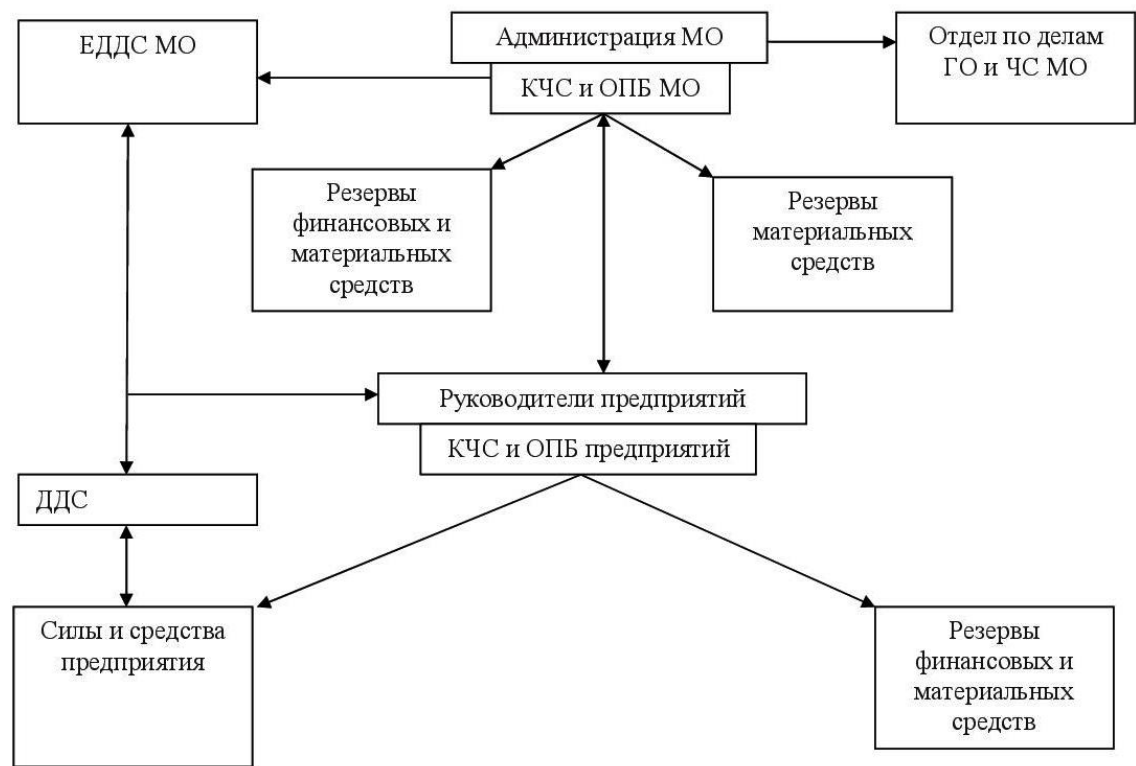 ЕДДС МО
Администрация МО
КЧС и ОПБ МО
Отдел по делам
ГО и ЧС МО
Резервы
финансовых и
материальных
средств
Резервы
материальных
средств
Руководители предприятий
КЧС и ОПБ предприятий
ДДС
Силы и средства
предприятия
Резервы
финансовых и
материальных
средств